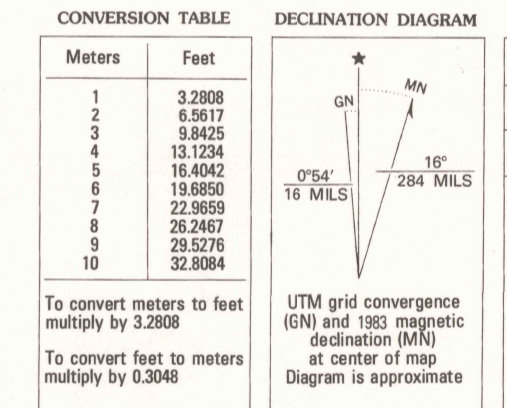 CONVERSION TABLE
Meters Feet
1 3.2808
2 6.5617
3 9.8425
4 13.1234
5 16.4042
6 19.6850
7 22.9659
8 26.2467
9 29.5276
10 32.8084
To convert meters to feet
multiply by 3.2808
To convert feet to meters
multiply by 0.3048
DECLINATION DIAGRAM
★
MN
GN
0°54′
16 MILS
16°
284 MILS
UTM grid convergence
(GN) and 1983 magnetic
declination (MN)
at center of map
Diagram is approximate